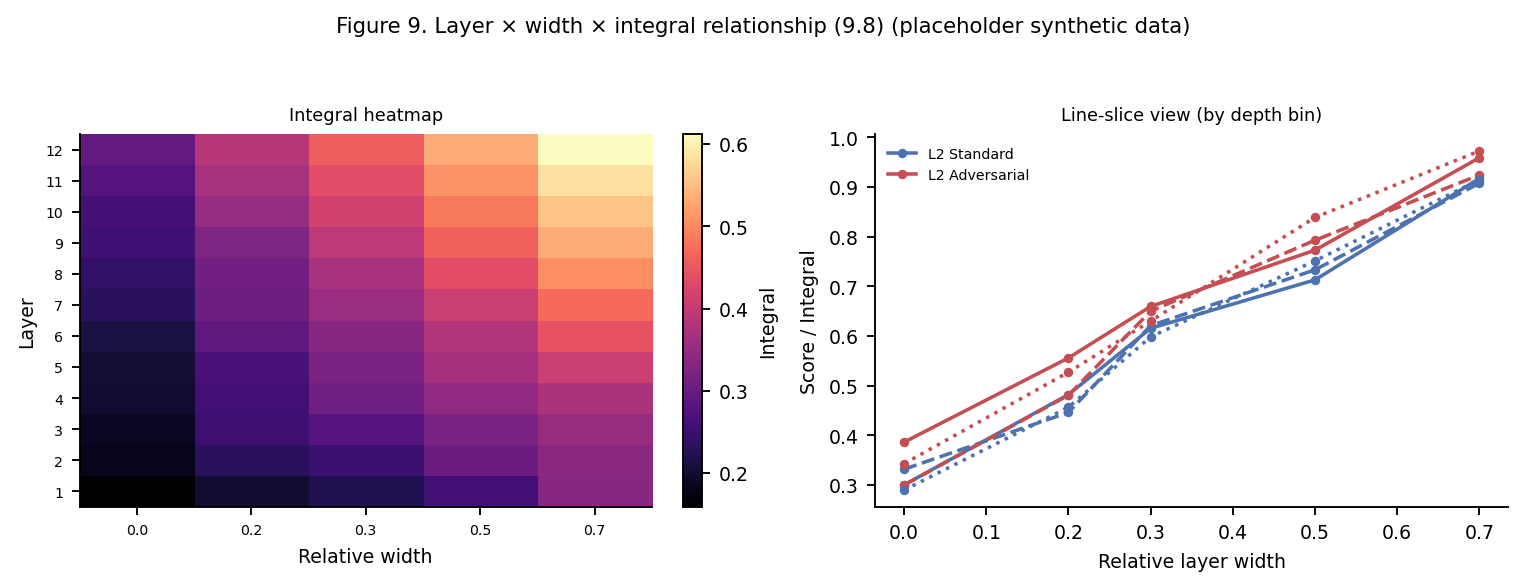 Figure 9. Layer × width × integral relationship (9.8) (placeholder synthetic data)
Integral heatmap
Layer
12
11
10
9
8
7
6
5
4
3
2
1
0.0 0.2 0.3 0.5 0.7
Relative width
0.6
0.5
0.4
0.3
0.2
Integral
Line-slice view (by depth bin)
Score / Integral
1.0
0.9
0.8
0.7
0.6
0.5
0.4
0.3
L2 Standard
L2 Adversarial
0.0 0.1 0.2 0.3 0.4 0.5 0.6 0.7
Relative layer width